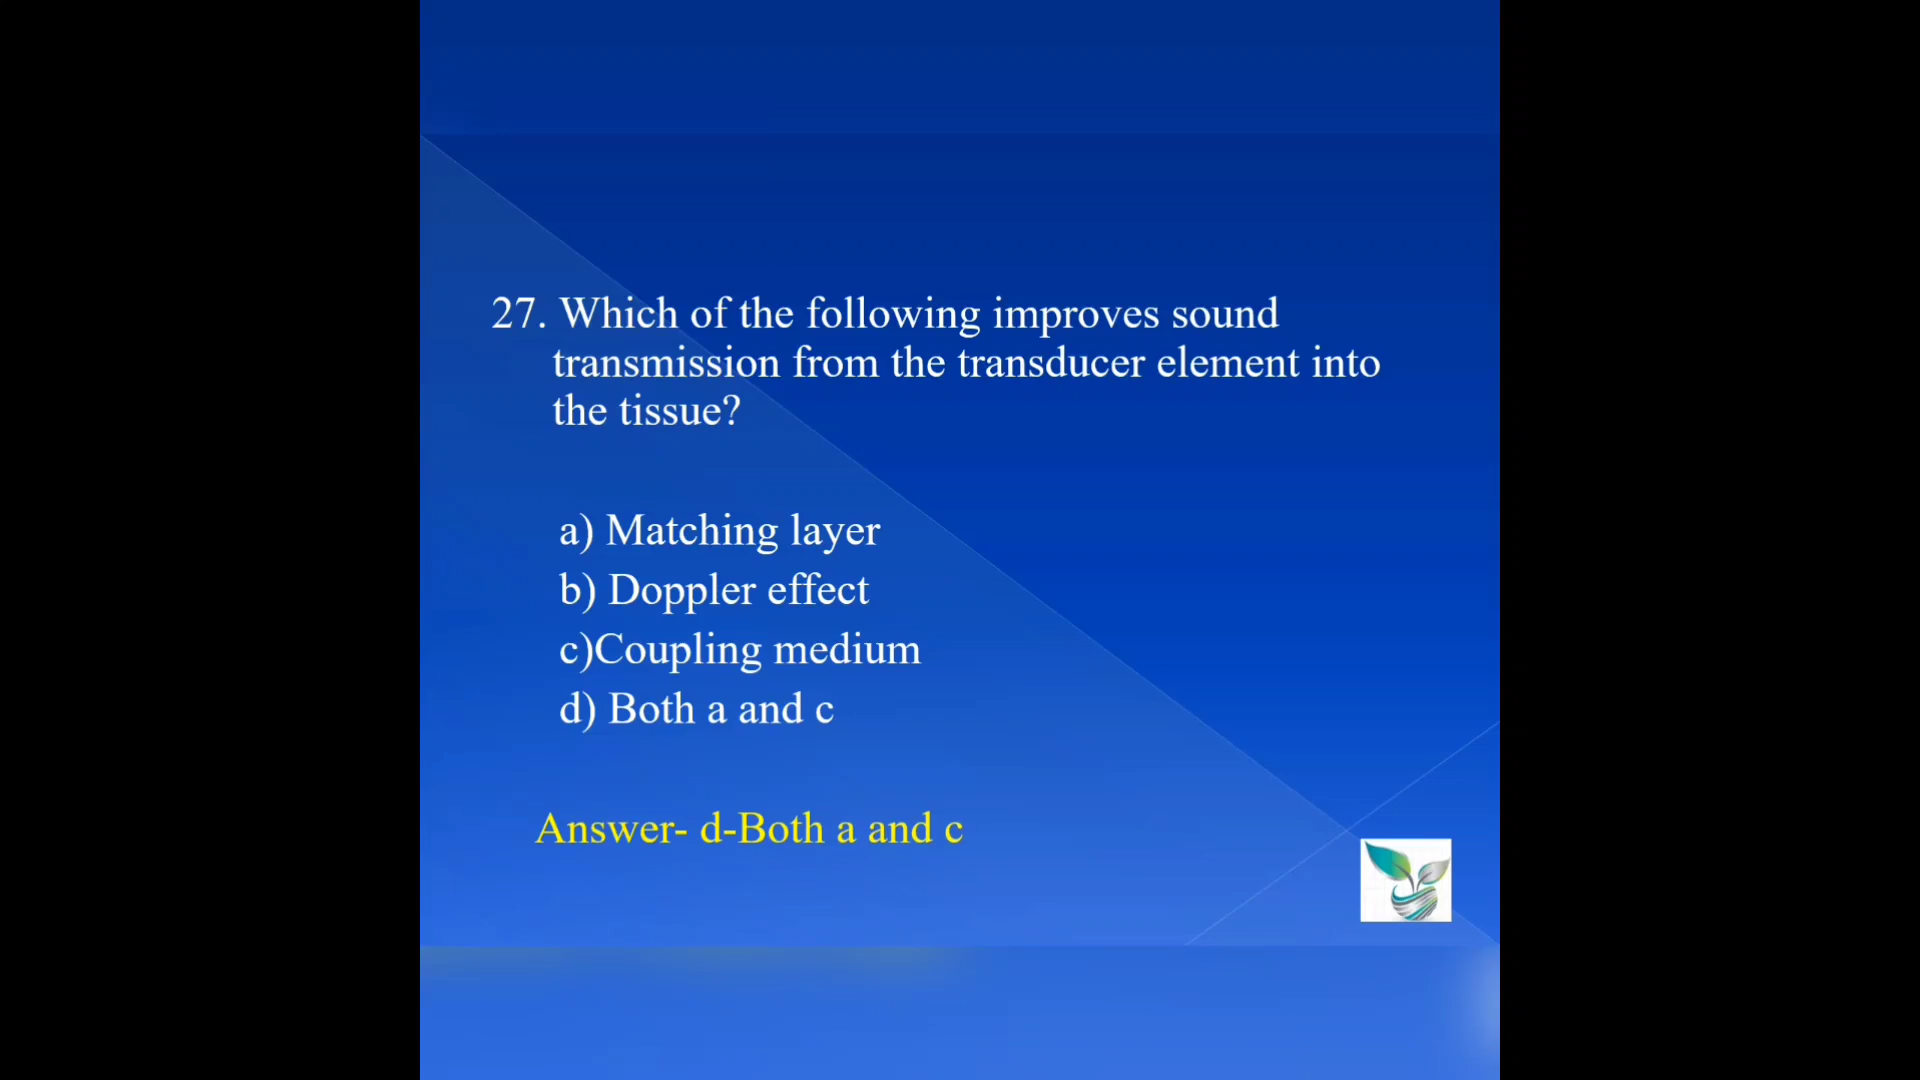 27. Which of the following improves sound
transmission from the transducer element into
the tissue?
a) Matching layer
b) Doppler effect
c)Coupling medium
d) Both a and c
Answer- d-Both a and c